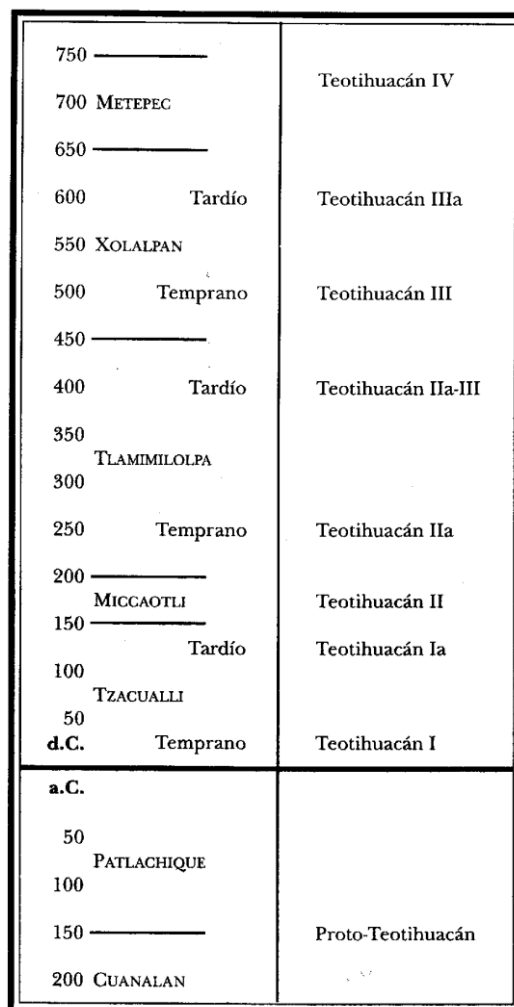 750
Teotihuacán IV
700 METEPEC
650
600 Tardío Teotihuacán IIIa
550 XOLALPAN
500 Temprano Teotihuacán III
450
400 Tardío Teotihuacán IIa-III
350
TLAMIMILOLPA
300
250 Temprano Teotihuacán IIa
200
MICCAOTLI Teotihuacán II
150
Tardío Teotihuacán Ia
100
TZACUALLI
50
d.C. Temprano Teotihuacán I
a.C.
50
PATLACHIQUE
100
150 Proto-Teotihuacán
200 CUANALAN